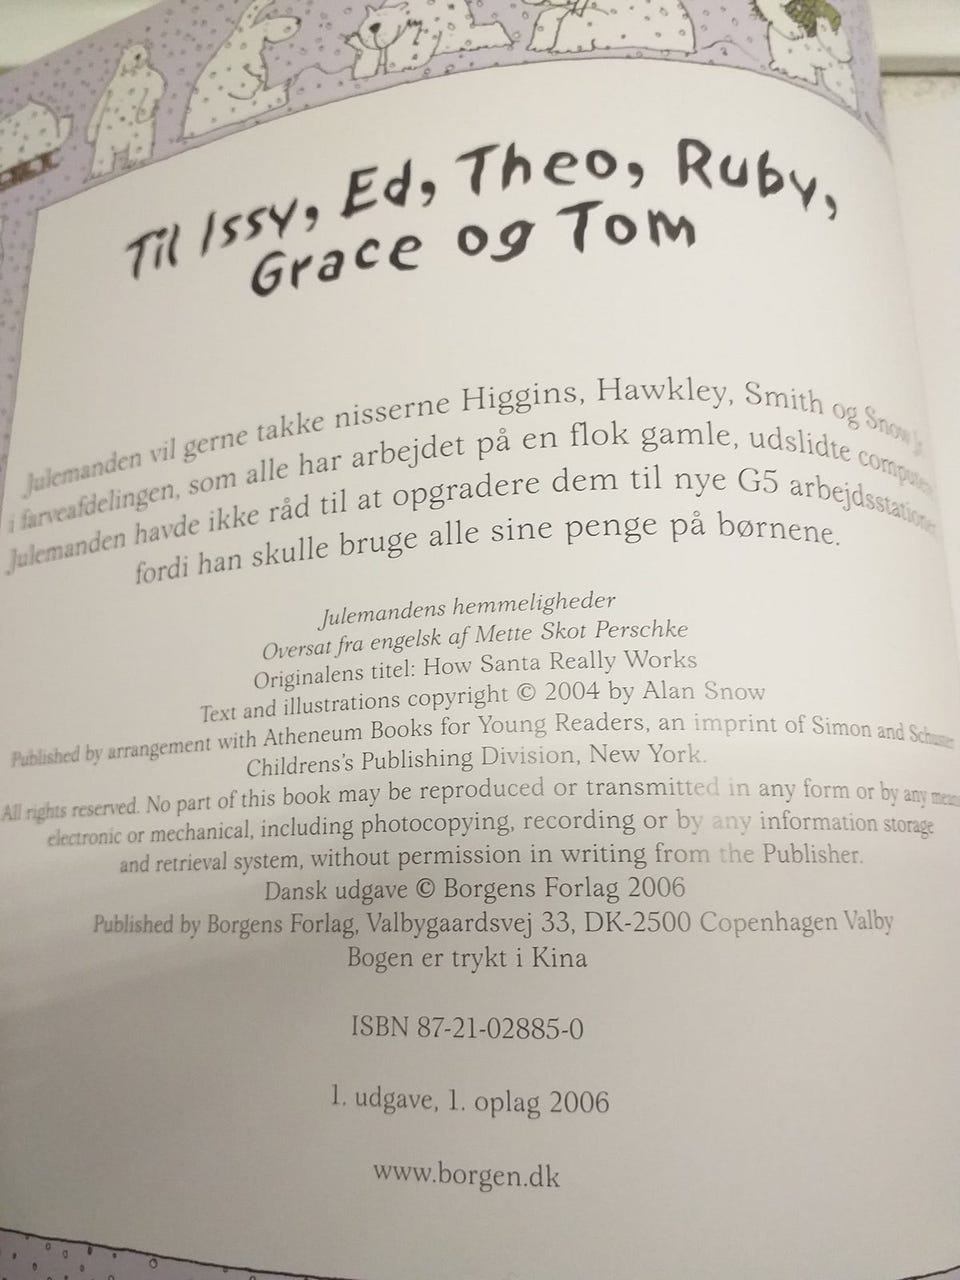 Til Issy, Ed, Theo, Ruby,
Grace og Tom
Julemanden vil gerne takke nisserne Higgins, Hawkley, Smith og Snow
i farveafdelingen, som alle har arbejdet på en flok gamle, udslidte
Julemanden havde ikke råd til at opgradere dem til nye G5 arbejdsstationer
fordi han skulle bruge alle sine penge på børnene.
Julemandens hemmeligheder
Oversat fra engelsk af Mette Skot Perschke
Originalens titel: How Santa Really Works
Text and illustrations copyright © 2004 by Alan Snow
Published by arrangement with Atheneum Books for Young Readers, an imprint of Simon and Schuster
Childrens's Publishing Division, New York.
All rights reserved. No part of this book may be reproduced or transmitted in any form or by any means
electronic or mechanical, including photocopying, recording or by any information storage
and retrieval system, without permission in writing from the Publisher.
Dansk udgave © Borgens Forlag 2006
Published by Borgens Forlag, Valbygaardsvej 33, DK-2500 Copenhagen Valby
Bogen er trykt i Kina
ISBN 87-21-02885-0
1. udgave, 1. oplag 2006
www.borgen.dk